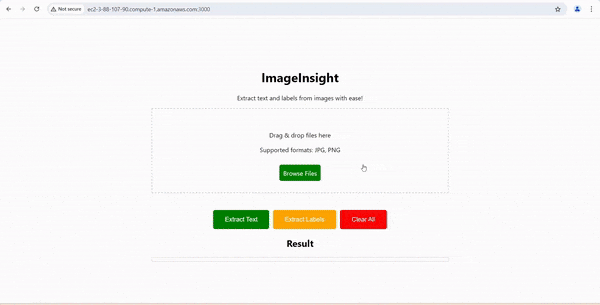 Not secure ec2-3-88-107-90.compute-1.amazonaws.com:3000
ImageInsight
Extract text and labels from images with ease!
Drag & drop files here
Supported formats: JPG, PNG
Browse Files
Extract Text Extract Labels Clear All
Result